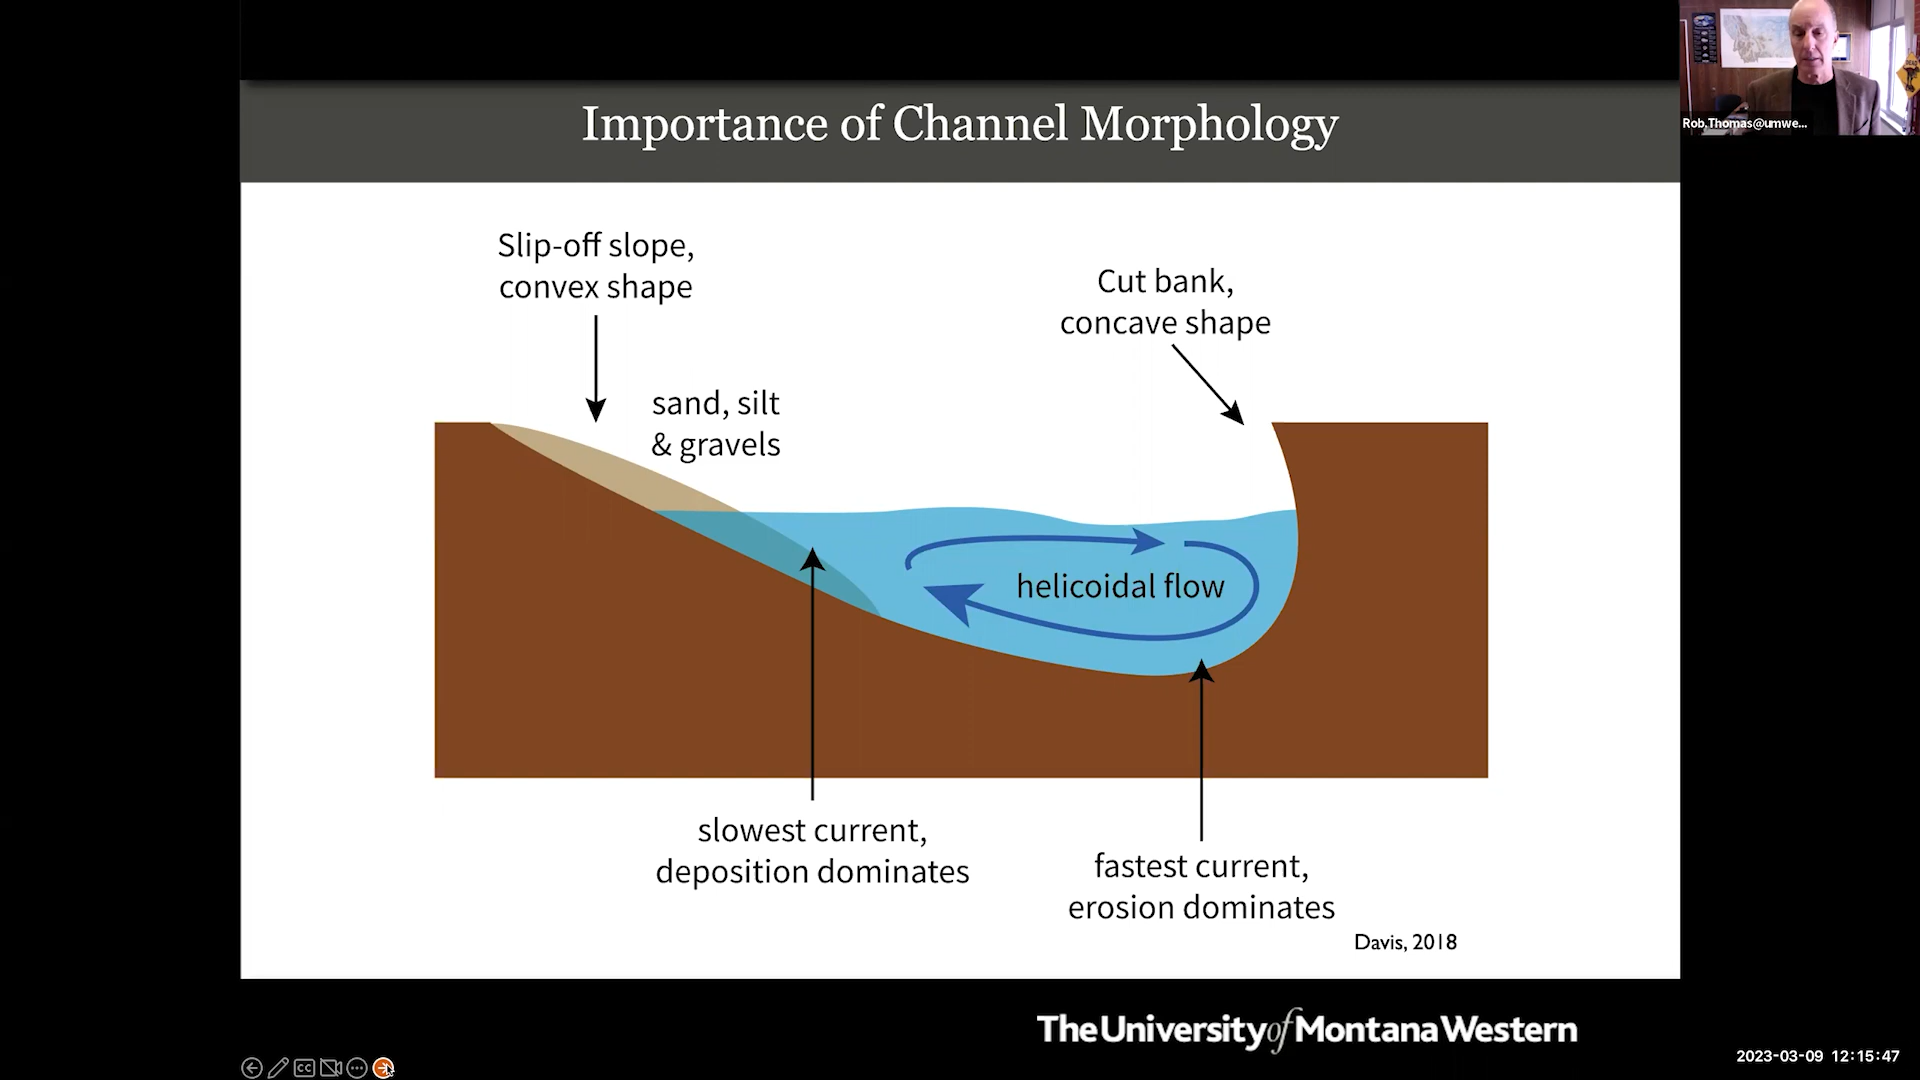 Importance of Channel Morphology
Rob.Thomas@umwe...
Slip-off slope,
convex shape
Cut bank,
concave shape
sand, silt
& gravels
helicoidal flow
slowest current,
deposition dominates
fastest current,
erosion dominates
Davis, 2018
The University of Montana Western
CC
2023-03-09 12:15:47